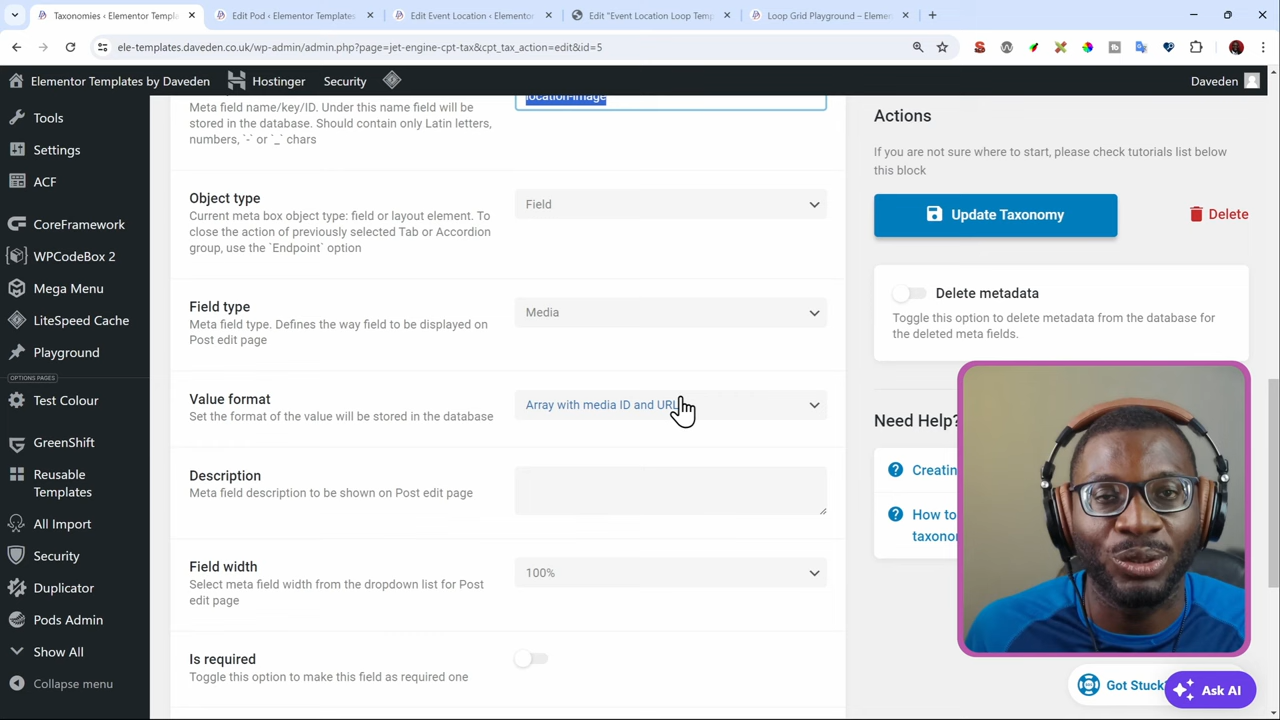 Taxonomies ‹ Elementor Templa
Edit Pod ‹ Elementor Templates
Edit Event Location ‹ Elementor
Edit "Event Location Loop Temp
Loop Grid Playground – Elemen
ele-templates.daveden.co.uk/wp-admin/admin.php?page=jet-engine-cpt-tax&cpt_tax_action=edit&id=5
Elementor Templates by Daveden
Hostinger
Security
Daveden
Tools
Settings
ACF
CoreFramework
WPCodeBox 2
Mega Menu
LiteSpeed Cache
Playground
OPTIONS PAGES
Test Colour
GreenShift
Reusable
Templates
All Import
Security
Duplicator
Pods Admin
Show All
Collapse menu
Meta field name/key/ID. Under this name field will be
stored in the database. Should contain only Latin letters,
numbers, `-` or `_` chars
location-image
Object type
Current meta box object type: field or layout element. To
close the action of previously selected Tab or Accordion
group, use the `Endpoint` option
Field
Field type
Meta field type. Defines the way field to be displayed on
Post edit page
Media
Value format
Set the format of the value will be stored in the database
Array with media ID and URL
Description
Meta field description to be shown on Post edit page
Field width
Select meta field width from the dropdown list for Post
edit page
100%
Is required
Toggle this option to make this field as required one
Actions
If you are not sure where to start, please check tutorials list below
this block
Update Taxonomy
Delete
Delete metadata
Toggle this option to delete metadata from the database for
the deleted meta fields.
Need Help?
Creatin
How to
taxonom
Got Stuck?
Ask AI